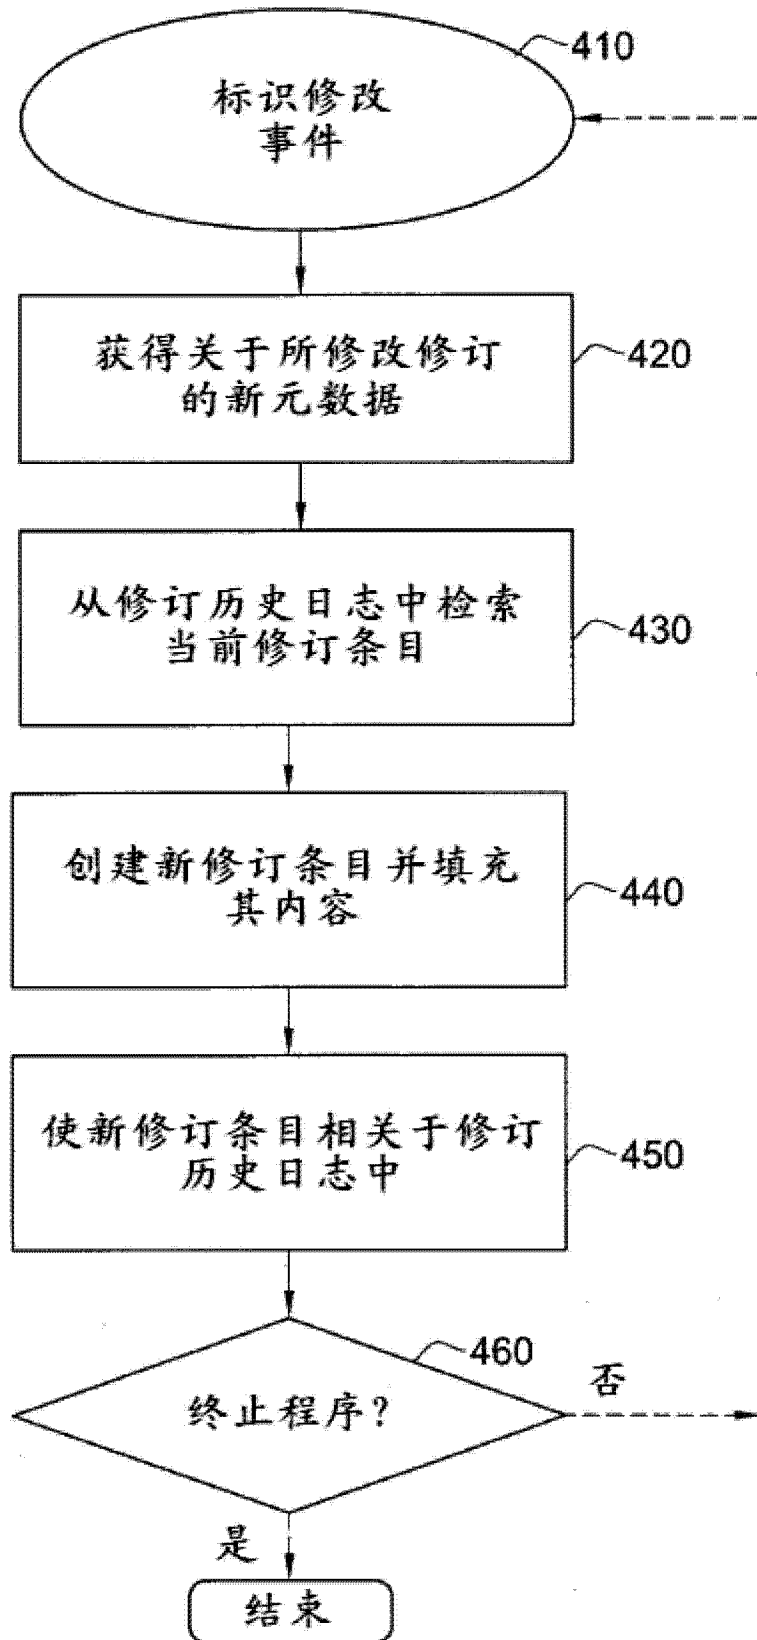 410
标识修改
事件
获得关于所修改修订
的新元数据
420
从修订历史日志中检索
当前修订条目
430
创建新修订条目并填充
其内容
440
使新修订条目相关于修订
历史日志中
450
460
终止程序？
否
是
结束